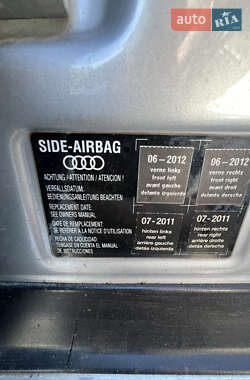 AUTO
RIA
SIDE-AIRBAG
ACHTUNG / ATTENTION / ATENCION !
VERFALLSDATUM:
BEDIENUNGSANLEITUNG BEACHTEN
REPLACEMENT DATE:
SEE OWNERS MANUAL
DATE DE REMPLACEMENT:
SE REFERER A LA NOTICE D'UTILISATION
FECHA DE CADUCIDAD
TENGASE EN CUENTA EL MANUAL
DE INSTRUCCIONES
06-2012
vorne links
front left
avant gauche
delante izquierda
06-2012
vorne rechts
front right
avant droite
delante derecha
07-2011
hinten links
rear left
arrière gauche
detrás izquierda
07-2011
hinten rechts
rear right
arrière droite
detrás derecha